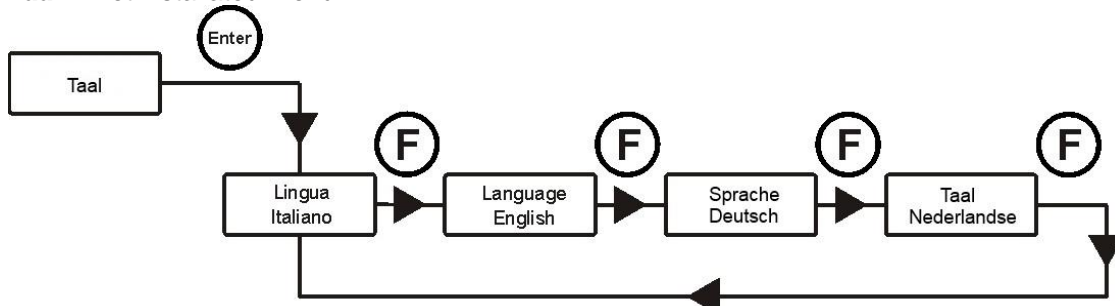 Taal
Enter
F
F
F
F
Lingua
Italiano
Language
English
Sprache
Deutsch
Taal
Nederlandse